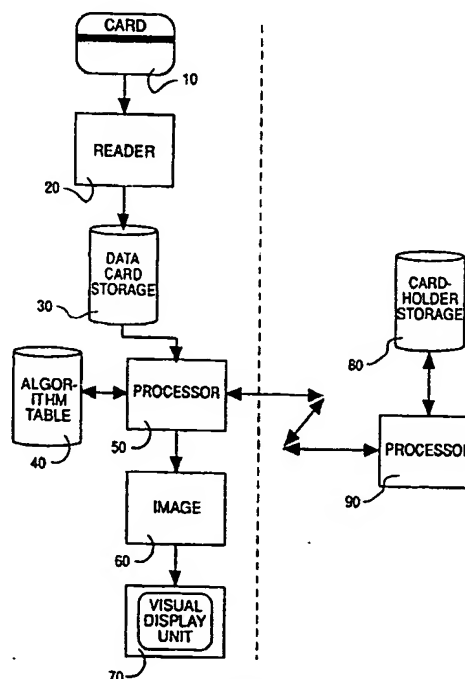 CARD
10
READER
20
DATA
CARD
STORAGE
30
CARD-
HOLDER
STORAGE
80
ALGOR-
ITHM
TABLE
40
PROCESSOR
50
PROCESSOR
90
IMAGE
60
VISUAL
DISPLAY
UNIT
70